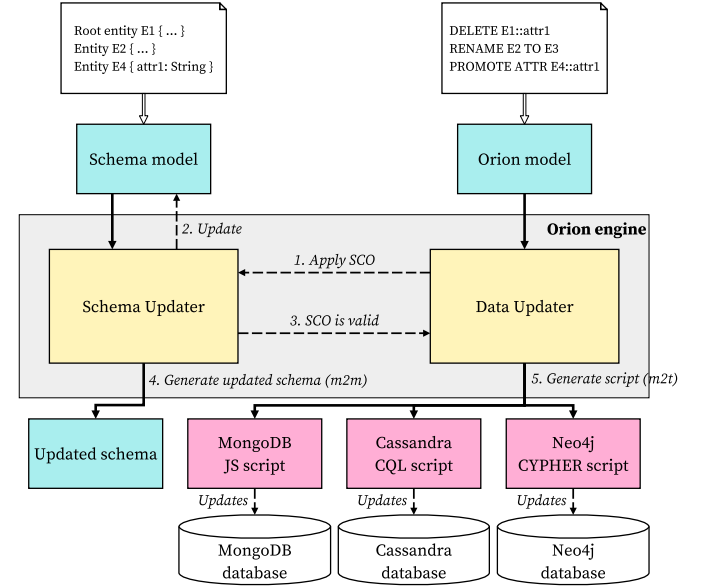 Root entity E1 { ... }
Entity E2 { ... }
Entity E4 { attr1: String }
DELETE E1::attr1
RENAME E2 TO E3
PROMOTE ATTR E4::attr1
Schema model
Orion model
Orion engine
2. Update
1. Apply SCO
Schema Updater
Data Updater
3. SCO is valid
4. Generate updated schema (m2m)
5. Generate script (m2t)
Updated schema
MongoDB
JS script
Cassandra
CQL script
Neo4j
CYPHER script
Updates
Updates
Updates
MongoDB
database
Cassandra
database
Neo4j
database